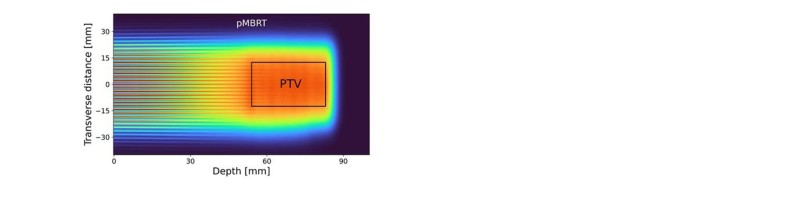 pMBRT
Transverse distance [mm]
30
15
0
−15
−30
PTV
0
30
60
90
Depth [mm]